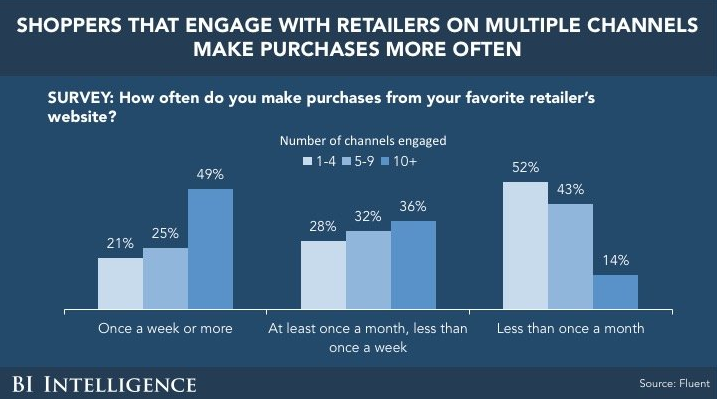 SHOPPERS THAT ENGAGE WITH RETAILERS ON MULTIPLE CHANNELS
MAKE PURCHASES MORE OFTEN
SURVEY: How often do you make purchases from your favorite retailer's
website?
Number of channels engaged
1-4 5-9 10+
21% 25% 49%
28% 32% 36%
52% 43% 14%
Once a week or more
At least once a month, less than
once a week
Less than once a month
BI INTELLIGENCE
Source: Fluent